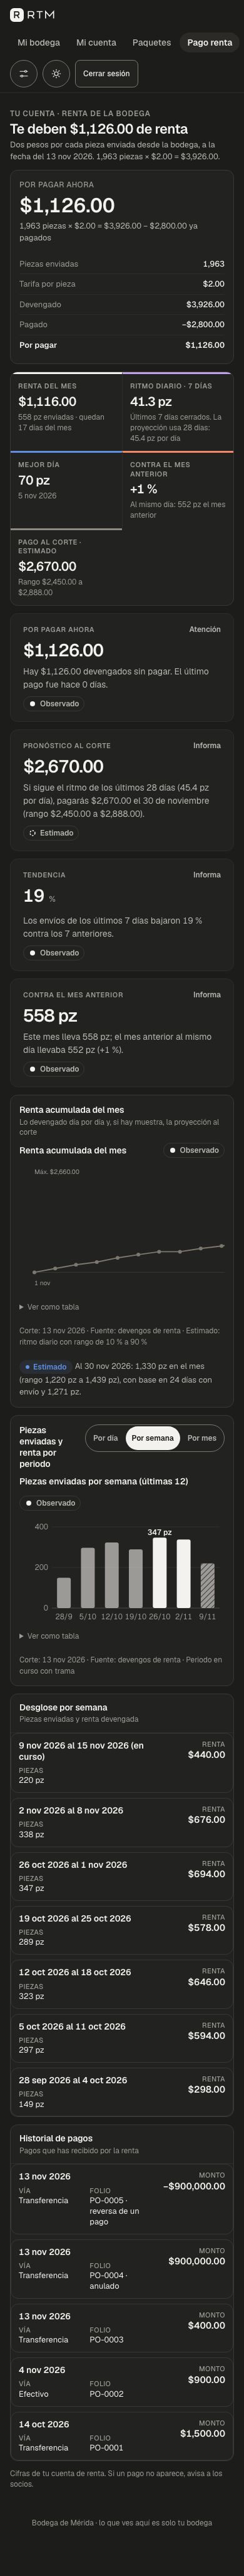 R RTM
Mi bodega Mi cuenta Paquetes Pago renta
Cerrar sesión
TU CUENTA · RENTA DE LA BODEGA
Te deben $1,126.00 de renta
Dos pesos por cada pieza enviada desde la bodega, a la
fecha del 13 nov 2026. 1,963 piezas × $2.00 = $3,926.00.
POR PAGAR AHORA
$1,126.00
1,963 piezas × $2.00 = $3,926.00 − $2,800.00 ya
pagados
Piezas enviadas 1,963
Tarifa por pieza $2.00
Devengado $3,926.00
Pagado −$2,800.00
Por pagar $1,126.00
RENTA DEL MES
$1,116.00
558 pz enviadas · quedan
17 días del mes
RITMO DIARIO · 7 DÍAS
41.3 pz
Últimos 7 días cerrados. La
proyección usa 28 días:
45.4 pz por día
MEJOR DÍA
70 pz
5 nov 2026
CONTRA EL MES
ANTERIOR
+1 %
Al mismo día: 552 pz el mes
anterior
PAGO AL CORTE ·
ESTIMADO
$2,670.00
Rango $2,450.00 a
$2,888.00
POR PAGAR AHORA Atención
$1,126.00
Hay $1,126.00 devengados sin pagar. El último
pago fue hace 0 días.
Observado
PRONÓSTICO AL CORTE Informa
$2,670.00
Si sigue el ritmo de los últimos 28 días (45.4 pz
por día), pagarás $2,670.00 el 30 de noviembre
(rango $2,450.00 a $2,888.00).
Estimado
TENDENCIA Informa
19 %
Los envíos de los últimos 7 días bajaron 19 %
contra los 7 anteriores.
Observado
CONTRA EL MES ANTERIOR Informa
558 pz
Este mes lleva 558 pz; el mes anterior al mismo
día llevaba 552 pz (+1 %).
Observado
Renta acumulada del mes
Lo devengado día por día y, si hay muestra, la proyección al
corte
Renta acumulada del mes Observado
Máx. $2,660.00
1 nov
Ver como tabla
Corte: 13 nov 2026 · Fuente: devengos de renta · Estimado:
ritmo diario con rango de 10 % a 90 %
Estimado Al 30 nov 2026: 1,330 pz en el mes
(rango 1,220 pz a 1,439 pz), con base en 24 días con
envío y 1,271 pz.
Piezas
enviadas y
renta por
periodo
Por día Por semana Por mes
Piezas enviadas por semana (últimas 12)
Observado
347 pz
400
200
0
28/9 5/10 12/10 19/10 26/10 2/11 9/11
Ver como tabla
Corte: 13 nov 2026 · Fuente: devengos de renta · Periodo en
curso con trama
Desglose por semana
Piezas enviadas y renta devengada
9 nov 2026 al 15 nov 2026 (en
curso)
RENTA
$440.00
PIEZAS
220 pz
2 nov 2026 al 8 nov 2026
RENTA
$676.00
PIEZAS
338 pz
26 oct 2026 al 1 nov 2026
RENTA
$694.00
PIEZAS
347 pz
19 oct 2026 al 25 oct 2026
RENTA
$578.00
PIEZAS
289 pz
12 oct 2026 al 18 oct 2026
RENTA
$646.00
PIEZAS
323 pz
5 oct 2026 al 11 oct 2026
RENTA
$594.00
PIEZAS
297 pz
28 sep 2026 al 4 oct 2026
RENTA
$298.00
PIEZAS
149 pz
Historial de pagos
Pagos que has recibido por la renta
13 nov 2026
MONTO
−$900,000.00
VÍA
Transferencia
FOLIO
PO-0005 ·
reversa de un
pago
13 nov 2026
MONTO
$900,000.00
VÍA
Transferencia
FOLIO
PO-0004 ·
anulado
13 nov 2026
MONTO
$400.00
VÍA
Transferencia
FOLIO
PO-0003
4 nov 2026
MONTO
$900.00
VÍA
Efectivo
FOLIO
PO-0002
14 oct 2026
MONTO
$1,500.00
VÍA
Transferencia
FOLIO
PO-0001
Cifras de tu cuenta de renta. Si un pago no aparece, avisa a los
socios.
Bodega de Mérida · lo que ves aquí es solo tu bodega